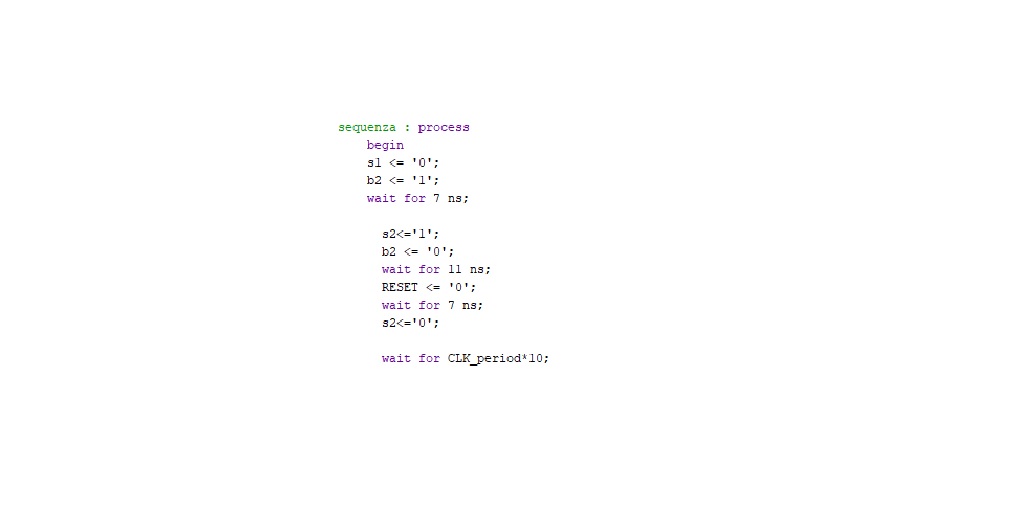 sequenza : process
begin
s1 <= '0';
b2 <= '1';
wait for 7 ns;
s2<='1';
b2 <= '0';
wait for 11 ns;
RESET <= '0';
wait for 7 ns;
s2<='0';
wait for CLK_period*10;